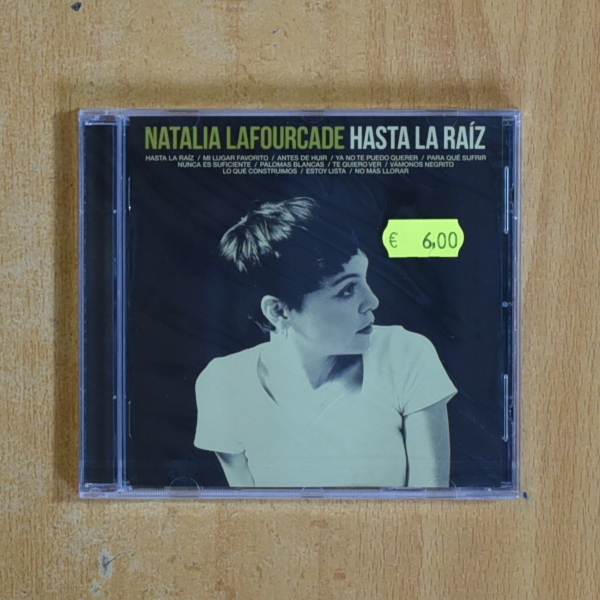 NATALIA LAFOURCADE HASTA LA RAÍZ
HASTA LA RAÍZ / MI LUGAR FAVORITO / ANTES DE HUIR / YA NO TE PUEDO QUERER / PARA QUÉ SUFRIR
NUNCA ES SUFICIENTE / PALOMAS BLANCAS / TE QUIERO VER / VÁMONOS NEGRITO
LO QUE CONSTRUIMOS / ESTOY LISTA / NO MÁS LLORAR
€ 6,00